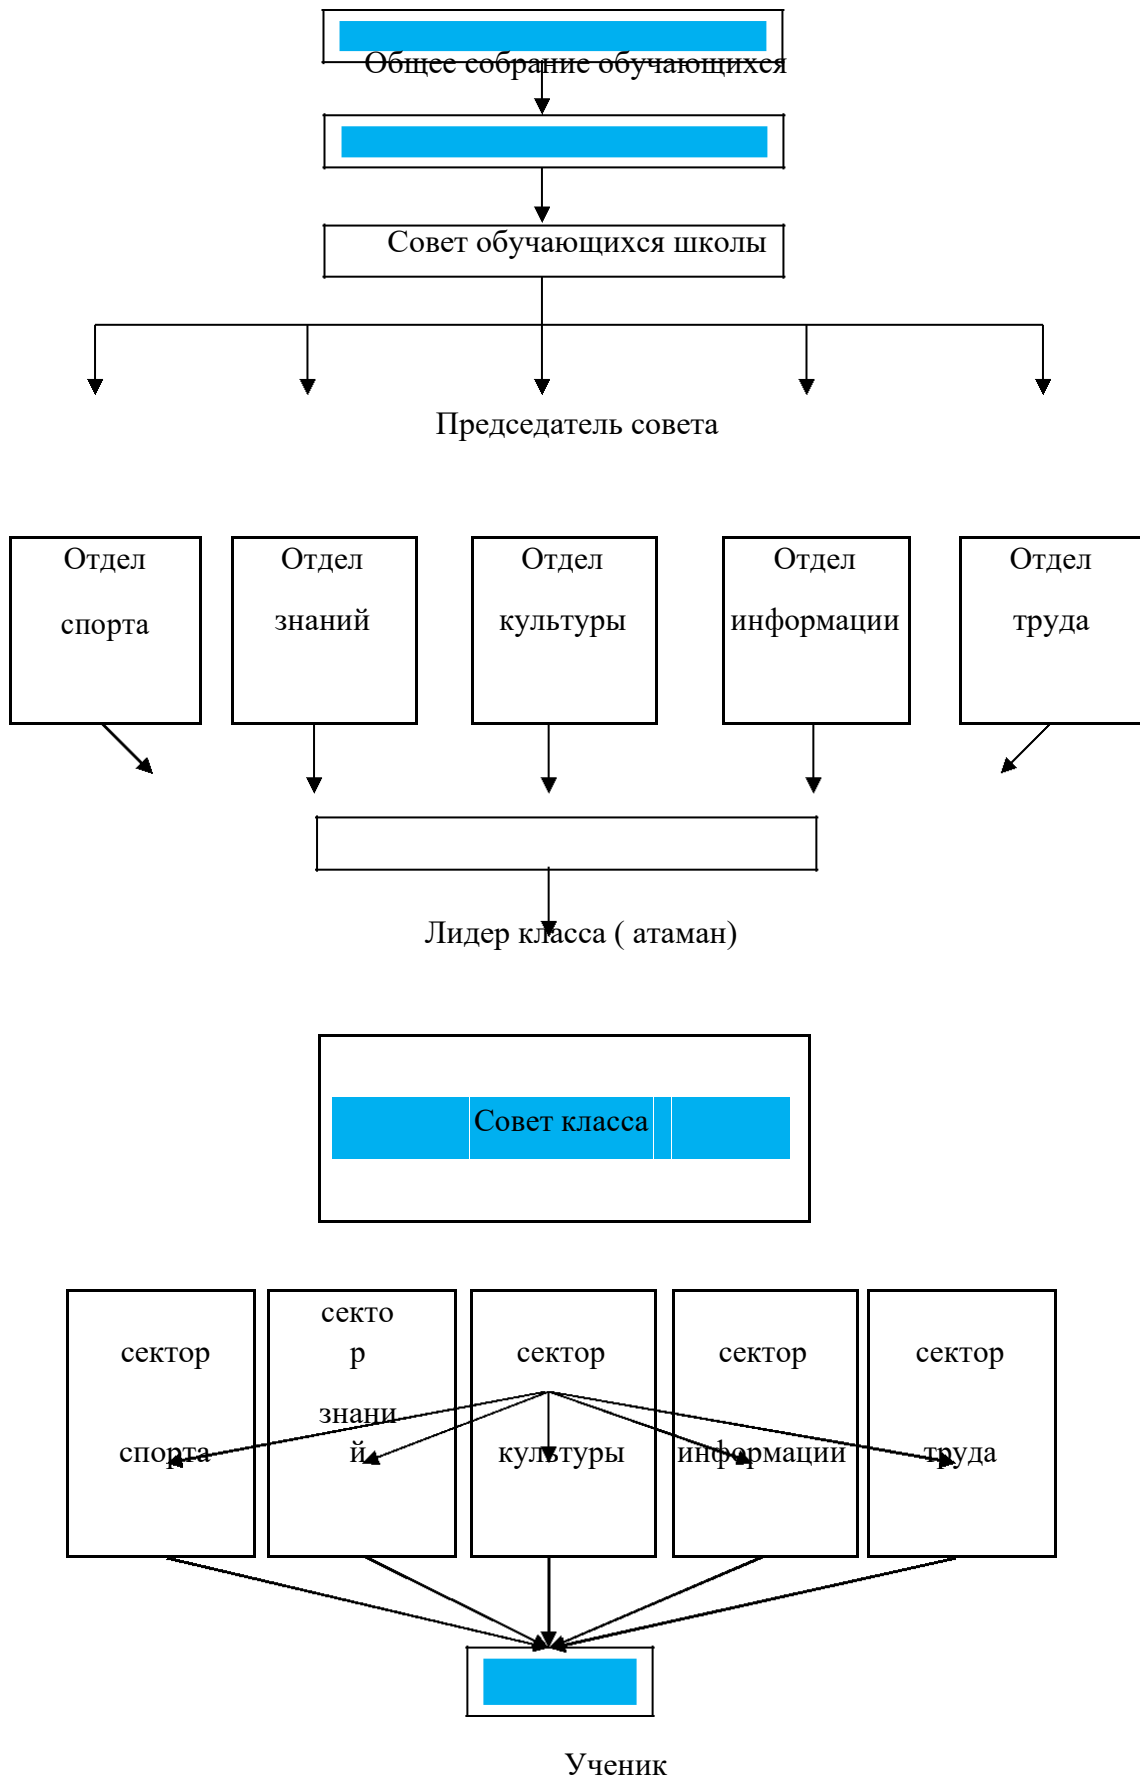 Общее собрание обучающихся
Совет обучающихся школы
Председатель совета
Отдел
спорта
Отдел
знаний
Отдел
культуры
Отдел
информации
Отдел
труда
Лидер класса ( атаман)
Совет класса
сектор
спорта
секто
р
знани
й
сектор
культуры
сектор
информации
сектор
труда
Ученик